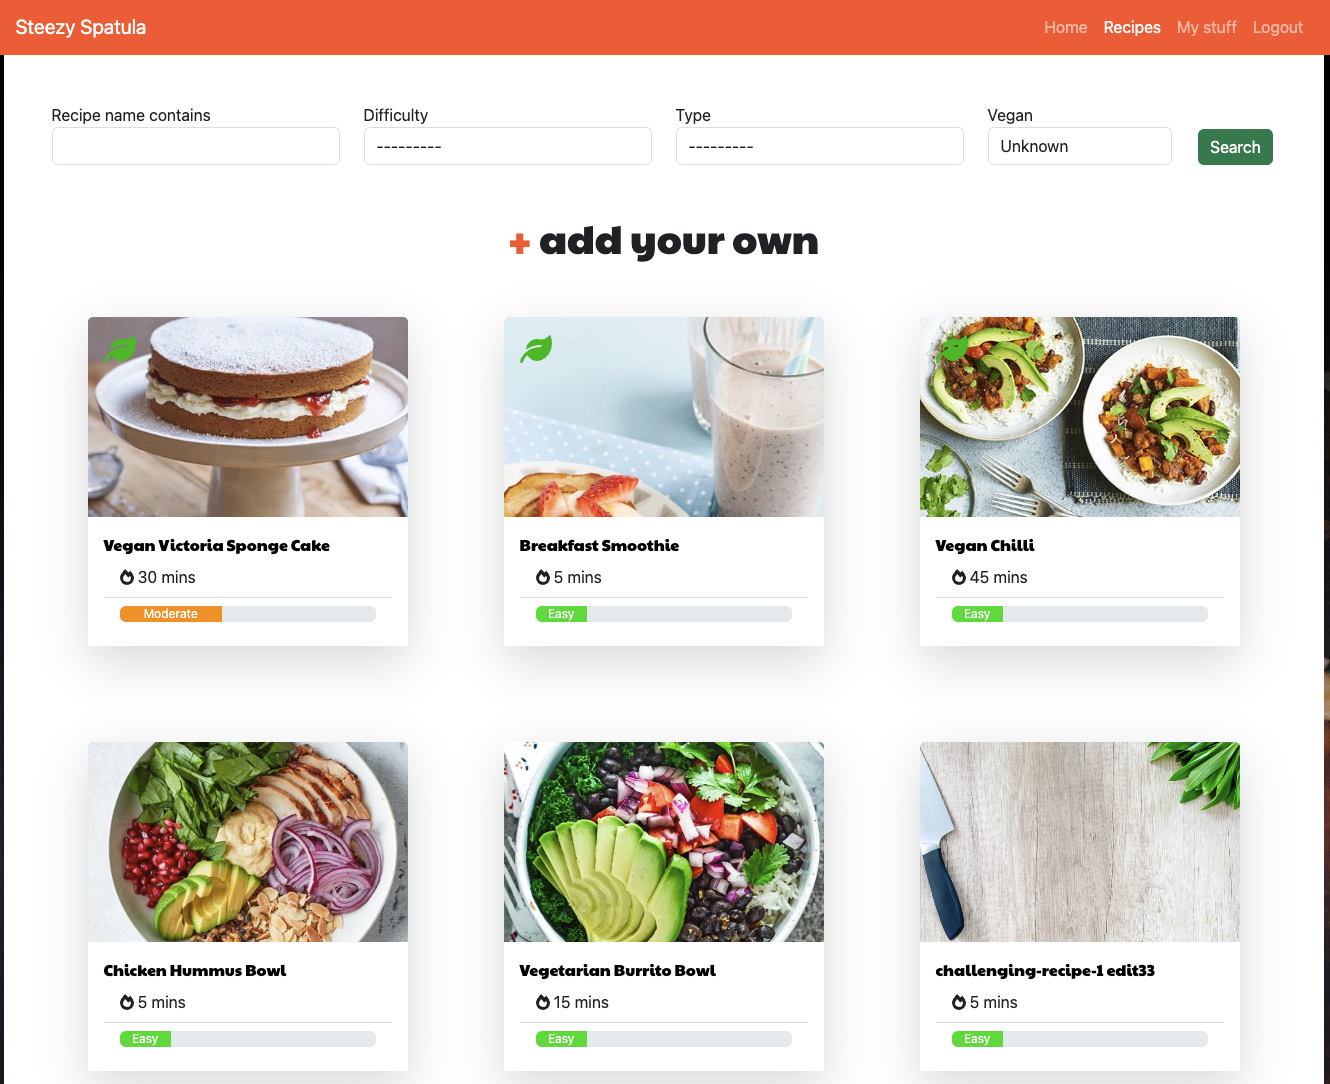 Steezy Spatula
Home Recipes My stuff Logout
Recipe name contains Difficulty Type Vegan
--------- --------- Unknown Search
+ add your own
Vegan Victoria Sponge Cake
30 mins
Moderate
Breakfast Smoothie
5 mins
Easy
Vegan Chilli
45 mins
Easy
Chicken Hummus Bowl
5 mins
Easy
Vegetarian Burrito Bowl
15 mins
Easy
challenging-recipe-1 edit33
5 mins
Easy